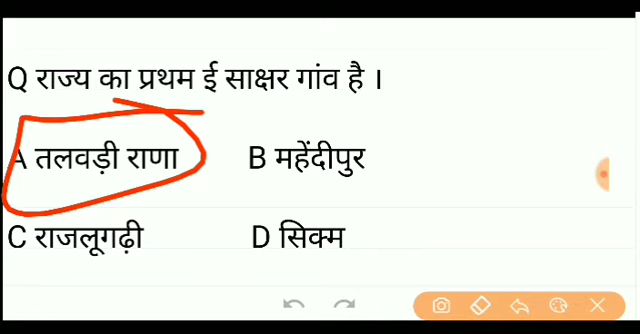 Q राज्य का प्रथम ई साक्षर गांव है ।
A तलवड़ी राणा B महेंदीपुर
C राजलूगढ़ी D सिक्म